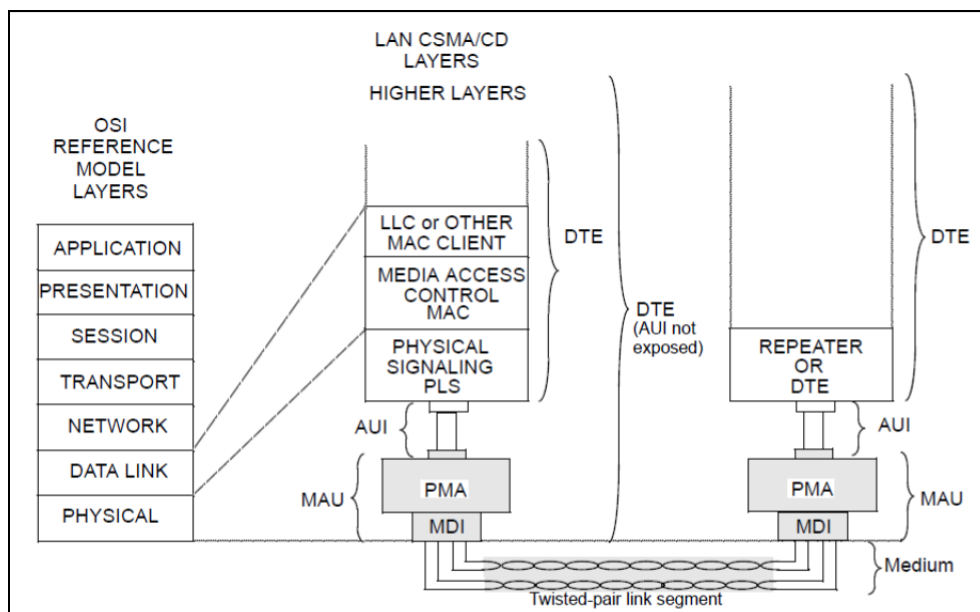 LAN CSMA/CD
LAYERS
HIGHER LAYERS
OSI
REFERENCE
MODEL
LAYERS
APPLICATION
PRESENTATION
SESSION
TRANSPORT
NETWORK
DATA LINK
PHYSICAL
LLC or OTHER
MAC CLIENT
MEDIA ACCESS
CONTROL
MAC
PHYSICAL
SIGNALING
PLS
DTE
DTE
(AUI not
exposed)
AUI
MAU
PMA
MDI
REPEATER
OR
DTE
DTE
AUI
PMA
MAU
MDI
Medium
Twisted-pair link segment